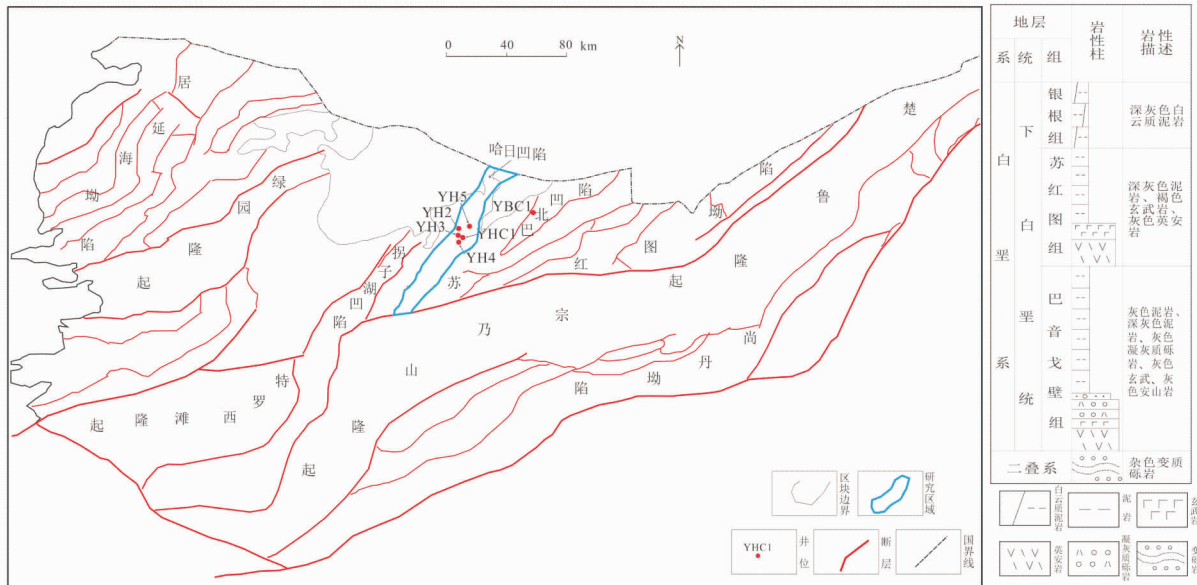 0 40 80 km
N
居延海坳陷
绿园隆起
哈日凹陷
YH5
YH2
YH3
YBC1
YHC1
YH4
巴北凹陷
拐子湖凹陷
苏红图坳陷
楚鲁
宗乃山隆起
尚丹坳陷
特罗西滩隆起
隆起
区块边界
研究区域
YHC1
井位
断层
国界线
地层
岩性柱
岩性描述
系
统
组
白垩系
下白垩统
银根组
深灰色白
云质泥岩
苏红图组
深灰色泥
岩、褐色
玄武岩、
灰色英安
岩
巴音戈壁组
灰色泥岩、
深灰色泥
岩、灰色
凝灰质砾
岩、灰色
玄武、灰
色安山岩
二叠系
杂色变质
砾岩
白云质泥岩
泥岩
玄武岩
英安岩
凝灰质砾岩
变砾岩